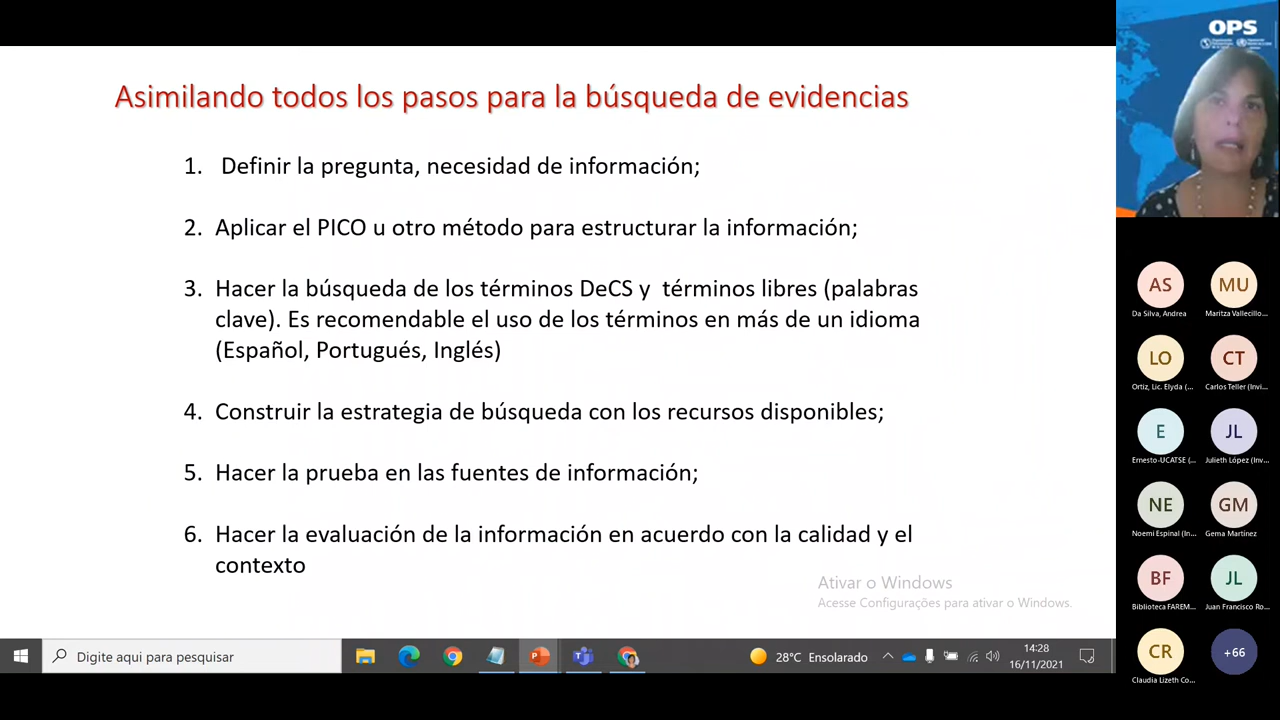 Asimilando todos los pasos para la búsqueda de evidencias
1. Definir la pregunta, necesidad de información;
2. Aplicar el PICO u otro método para estructurar la información;
3. Hacer la búsqueda de los términos DeCS y términos libres (palabras
clave). Es recomendable el uso de los términos en más de un idioma
(Español, Portugués, Inglés)
4. Construir la estrategia de búsqueda con los recursos disponibles;
5. Hacer la prueba en las fuentes de información;
6. Hacer la evaluación de la información en acuerdo con la calidad y el
contexto
Ativar o Windows
Acesse Configurações para ativar o Windows.
Digite aqui para pesquisar
28°C Ensolarado
14:28
16/11/2021
OPS
AS
Da Silva, Andrea
MU
Maritza Vallecillo...
LO
Ortiz, Lic. Elyda (...
CT
Carlos Teller (Invi...
E
Ernesto-UCATSE (...
JL
Julieth López (Inv...
NE
Noemi Espinal (In...
GM
Gema Martínez
BF
Biblioteca FAREM...
JL
Juan Francisco Ro...
CR
Claudia Lizeth Co...
+66